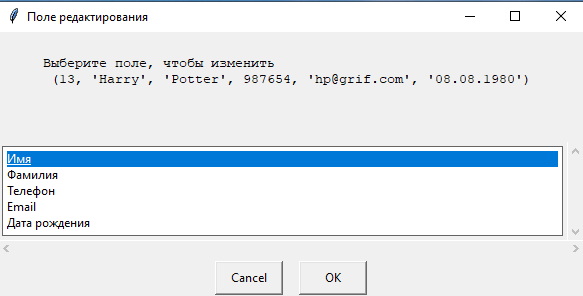 Поле редактирования
Выберите поле, чтобы изменить
(13, 'Harry', 'Potter', 987654, 'hp@grif.com', '08.08.1980')
Имя
Фамилия
Телефон
Email
Дата рождения
Cancel
OK